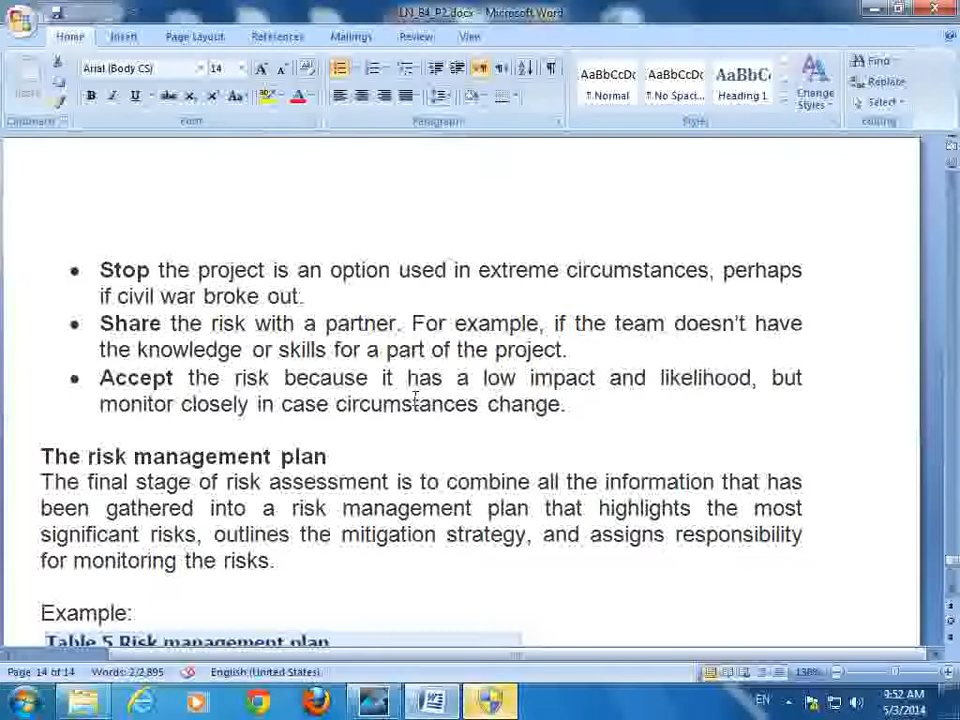 LN_B4_P2.docx - Microsoft Word
Home Insert Page Layout References Mailings Review View
Arial (Body CS) 14
Find
AaBbCcDc AaBbCcDc AaBbC
Replace
B I U abc x, x' Aa A
¶ Normal ¶ No Spaci... Heading 1
Change Styles
Select
Clipboard Font Paragraph Styles Editing
• Stop the project is an option used in extreme circumstances, perhaps
if civil war broke out.
• Share the risk with a partner. For example, if the team doesn't have
the knowledge or skills for a part of the project.
• Accept the risk because it has a low impact and likelihood, but
monitor closely in case circumstances change.
The risk management plan
The final stage of risk assessment is to combine all the information that has
been gathered into a risk management plan that highlights the most
significant risks, outlines the mitigation strategy, and assigns responsibility
for monitoring the risks.
Example:
Table 5 Risk management plan
Page: 14 of 14 Words: 2/2,895 English (United States) 138%
EN 9:52 AM
5/3/2014